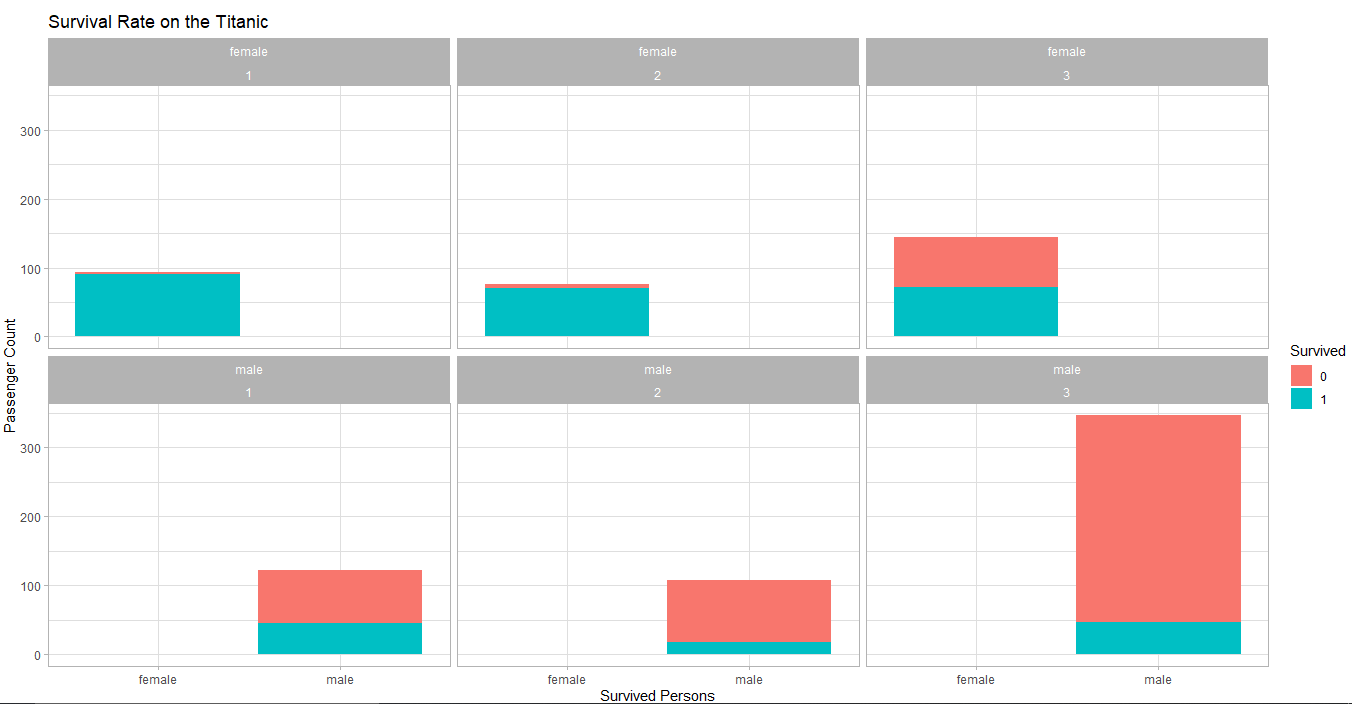 Survival Rate on the Titanic
female female female
1 2 3
300
200
100
0
male male male
1 2 3
300
200
100
0
female male female male female male
Survived Persons
Passenger Count
Survived
0
1